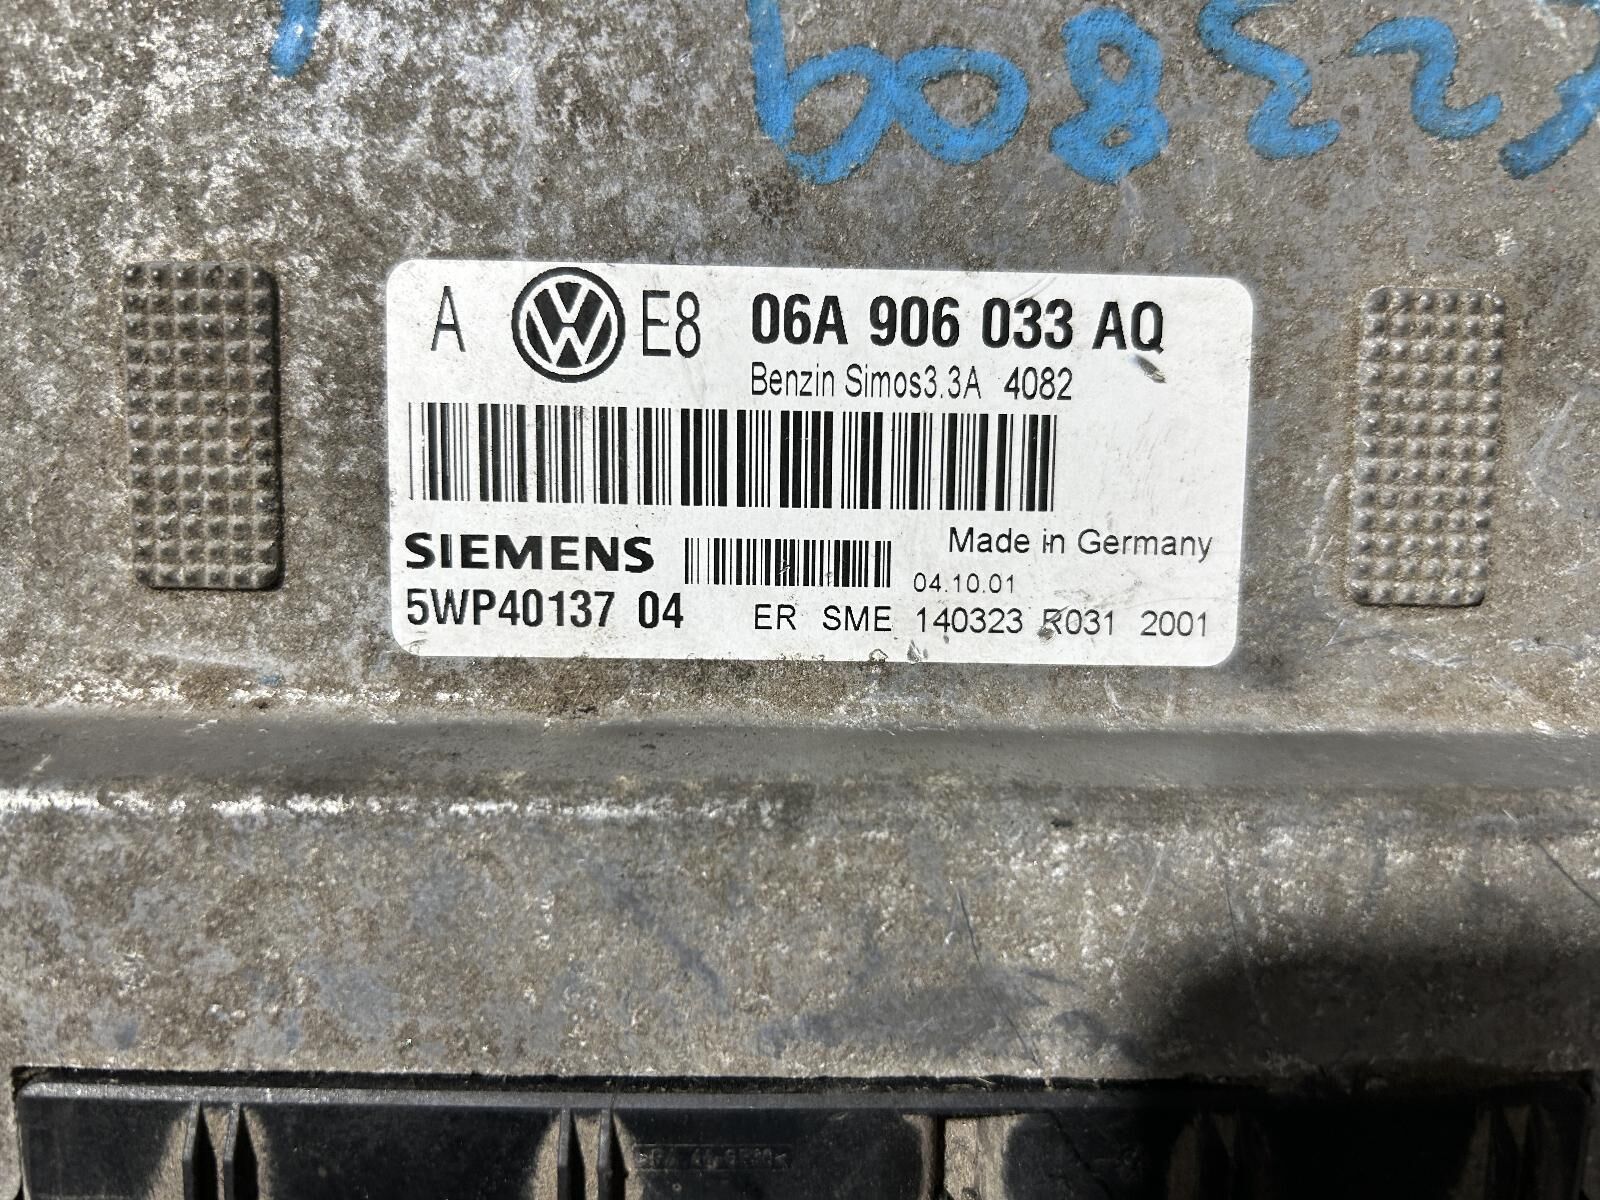 A VW E8 06A 906 033 AQ
Benzin Simos3.3A 4082
SIEMENS
Made in Germany
04.10.01
5WP40137 04
ER SME 140323 R031 2001